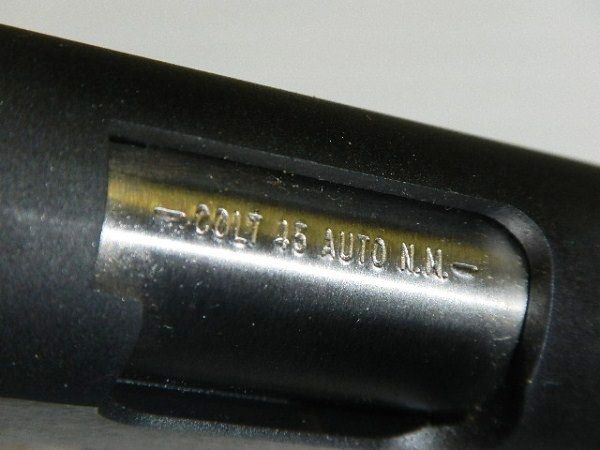 — COLT 45 AUTO N.M. —